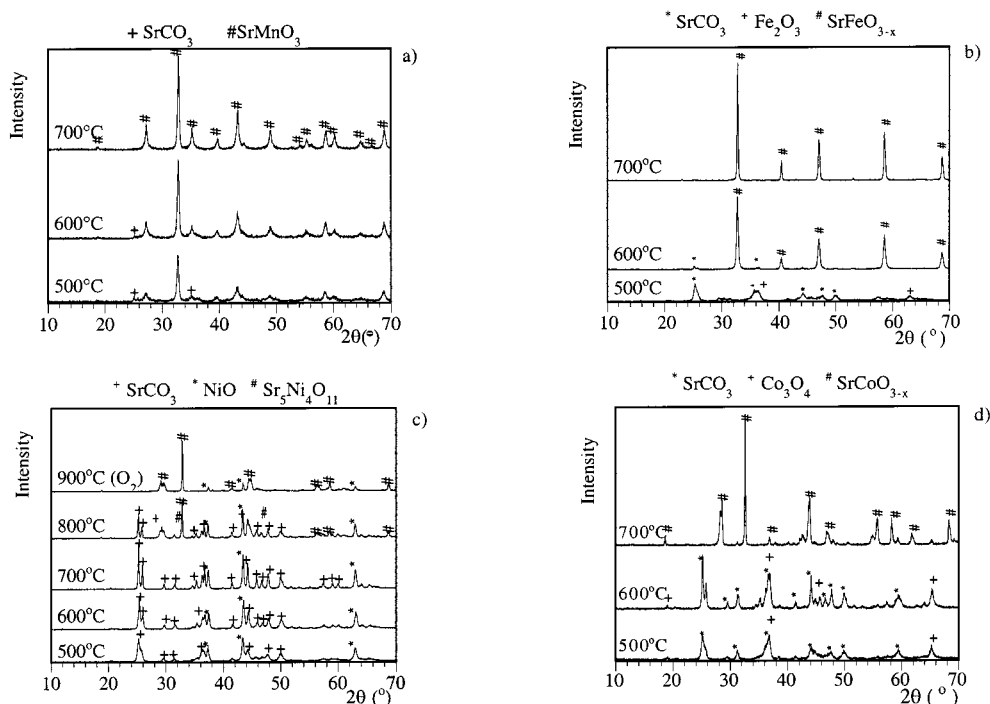 + SrCO3 #SrMnO3
a)
Intensity
700°C
600°C
500°C
10 20 30 40 50 60 70
2θ(°)
* SrCO3 + Fe2O3 # SrFeO3-x
b)
Intensity
700°C
600°C
500°C
10 20 30 40 50 60 70
2θ (°)
+ SrCO3 * NiO # Sr5Ni4O11
c)
Intensity
900°C (O2)
800°C
700°C
600°C
500°C
10 20 30 40 50 60 70
2θ (°)
* SrCO3 + Co3O4 # SrCoO3-x
d)
Intensity
700°C
600°C
500°C
10 20 30 40 50 60 70
2θ (°)